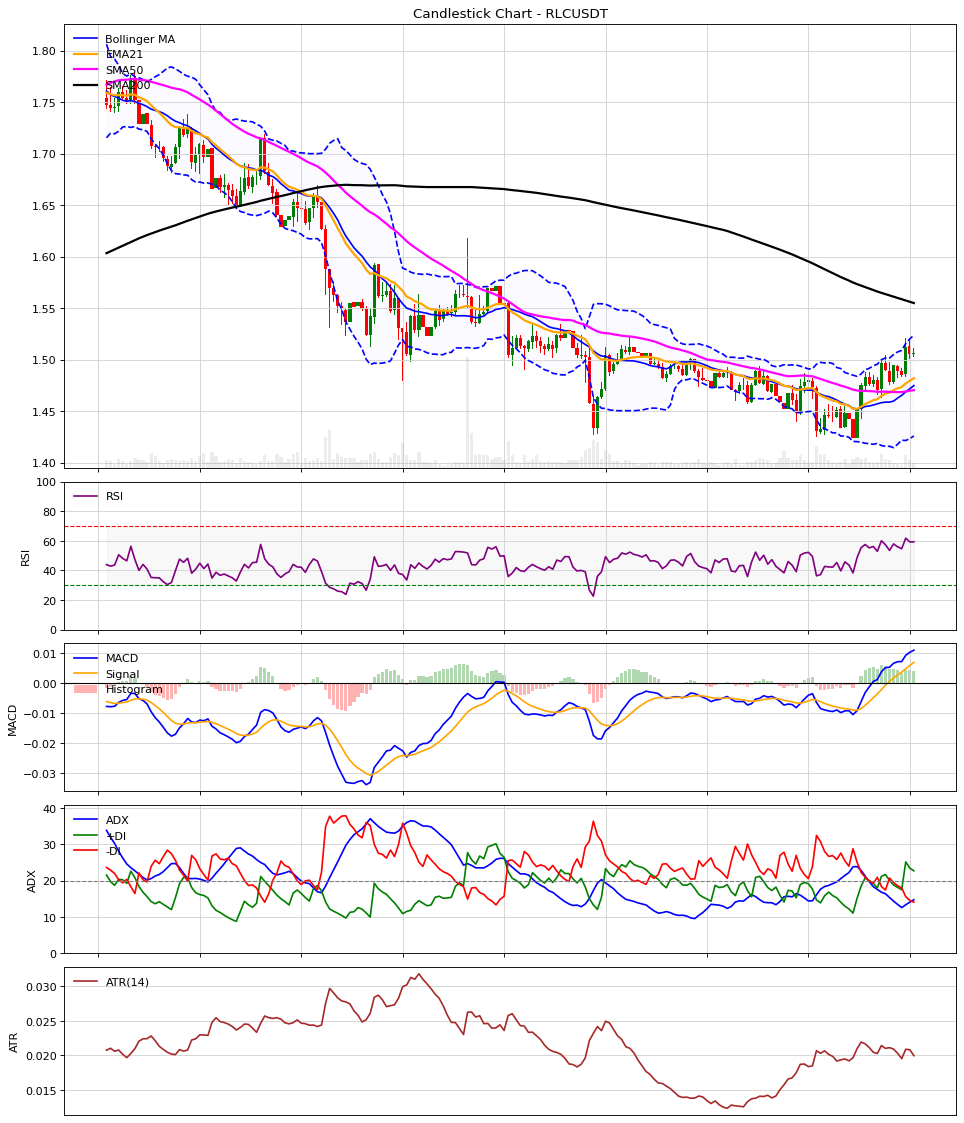 Candlestick Chart - RLCUSDT
Bollinger MA
EMA21
SMA50
SMA200
1.80
1.75
1.70
1.65
1.60
1.55
1.50
1.45
1.40
RSI
RSI
100
80
60
40
20
0
MACD
Signal
Histogram
MACD
0.01
0.00
−0.01
−0.02
−0.03
ADX
+DI
-DI
ADX
40
30
20
10
0
ATR(14)
ATR
0.030
0.025
0.020
0.015